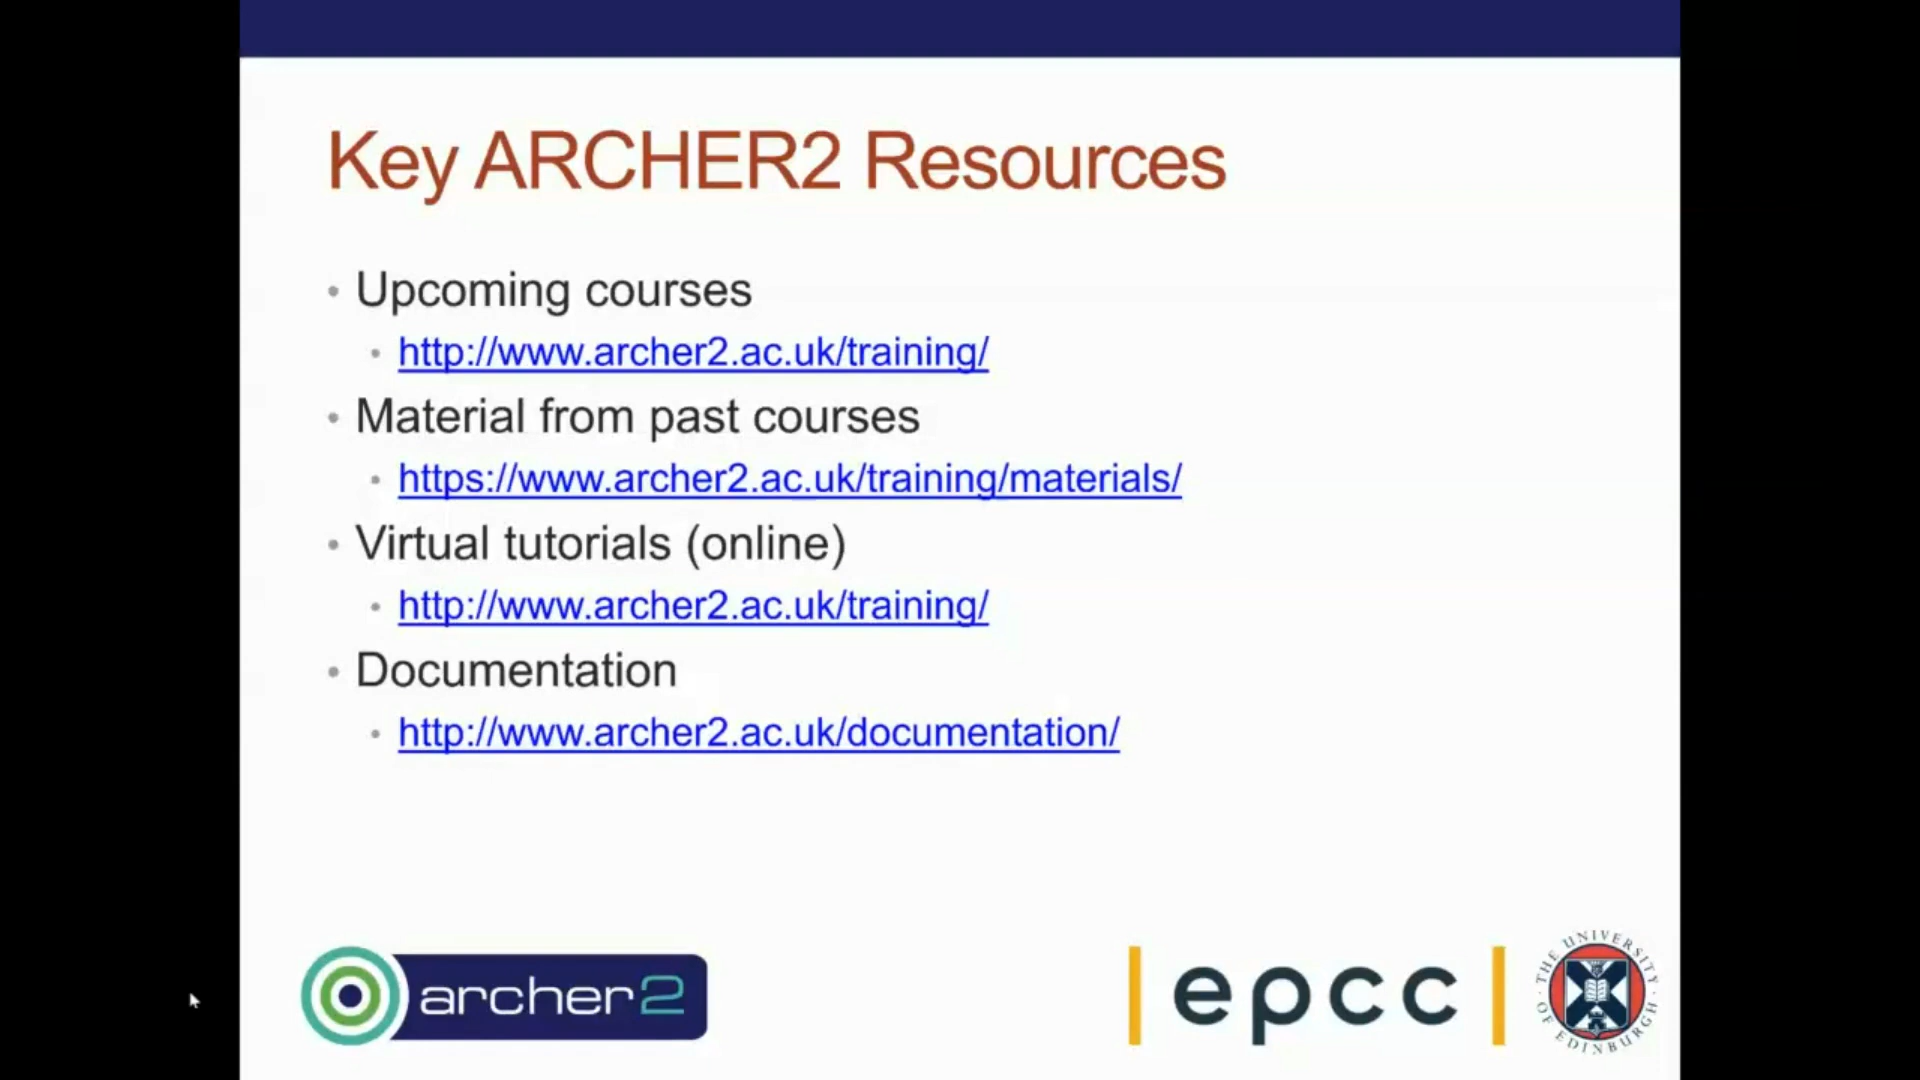 Key ARCHER2 Resources
• Upcoming courses
• http://www.archer2.ac.uk/training/
• Material from past courses
• https://www.archer2.ac.uk/training/materials/
• Virtual tutorials (online)
• http://www.archer2.ac.uk/training/
• Documentation
• http://www.archer2.ac.uk/documentation/
archer2
epcc
THE UNIVERSITY OF EDINBURGH